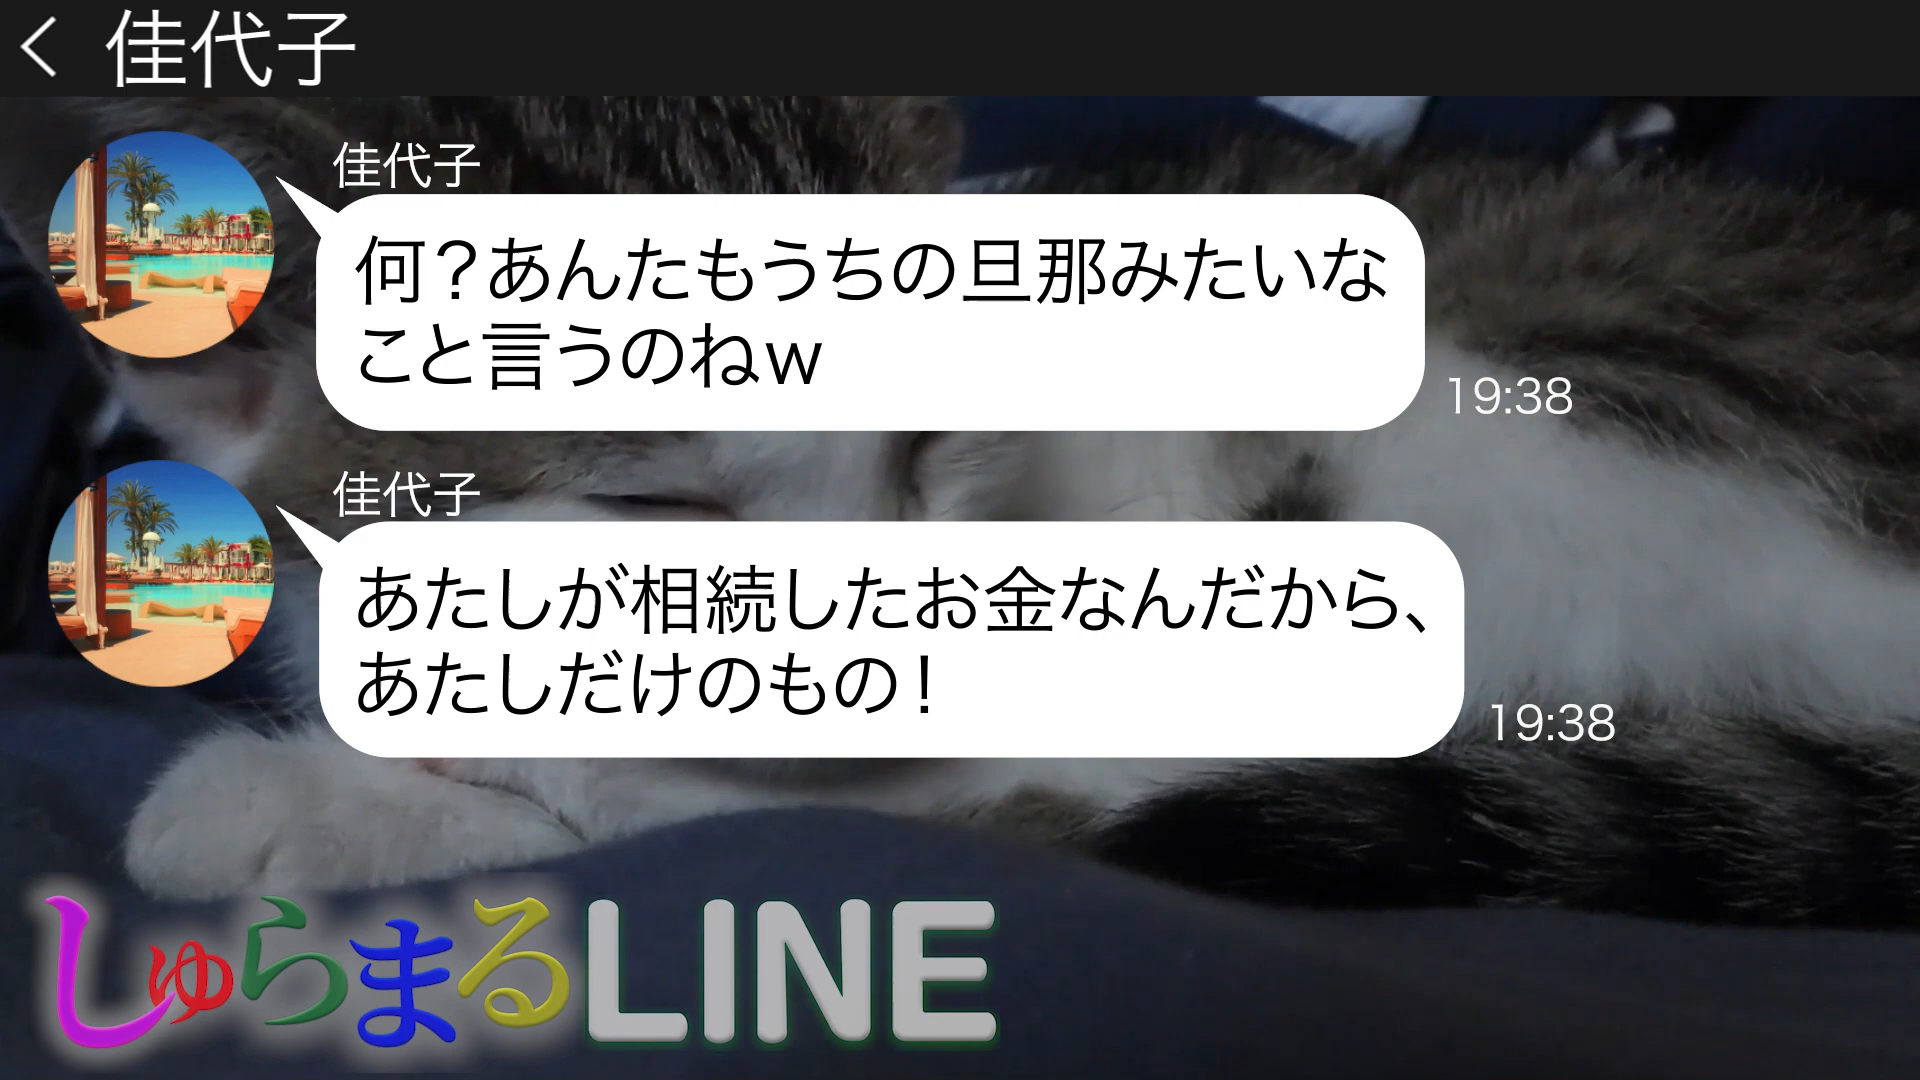 佳代子
佳代子
何？あんたもうちの旦那みたいな
こと言うのねw
19:38
佳代子
あたしが相続したお金なんだから、
あたしだけのもの！
19:38
しゅらまるLINE